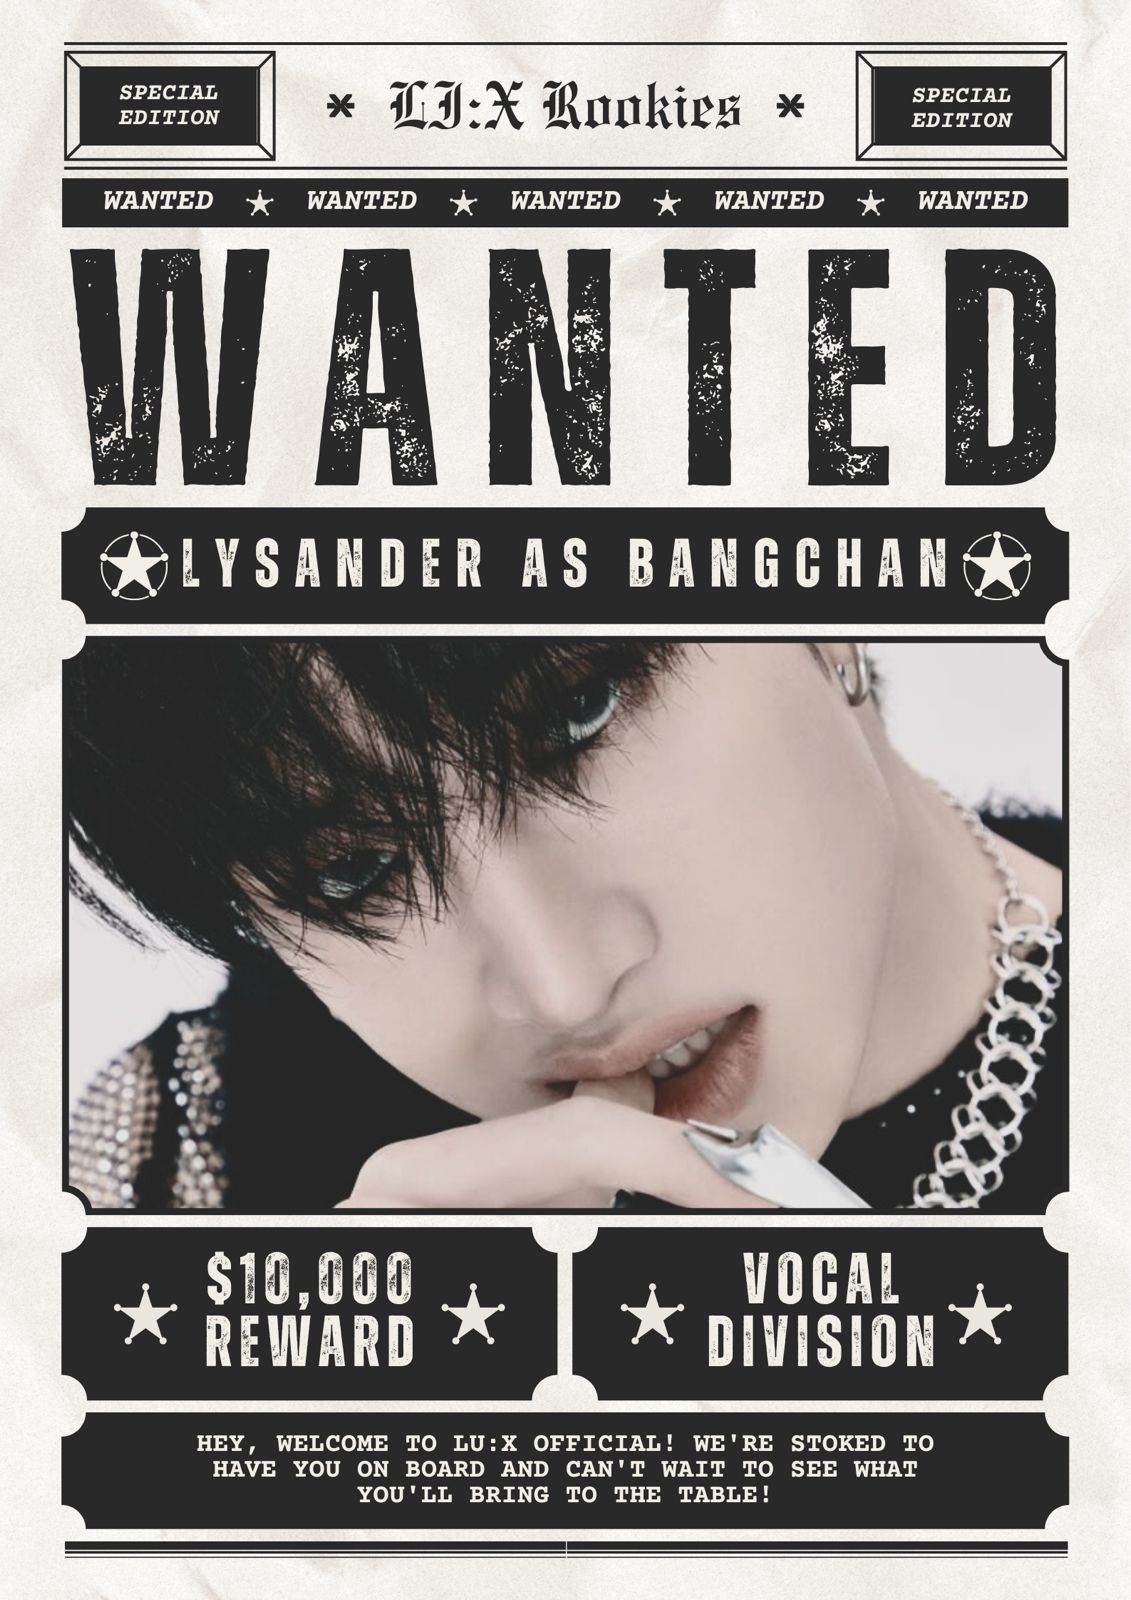 SPECIAL
EDITION
LI:X Rookies
SPECIAL
EDITION
WANTED WANTED WANTED WANTED WANTED
WANTED
LYSANDER AS BANGCHAN
$10,000
REWARD
VOCAL
DIVISION
HEY, WELCOME TO LU:X OFFICIAL! WE'RE STOKED TO
HAVE YOU ON BOARD AND CAN'T WAIT TO SEE WHAT
YOU'LL BRING TO THE TABLE!